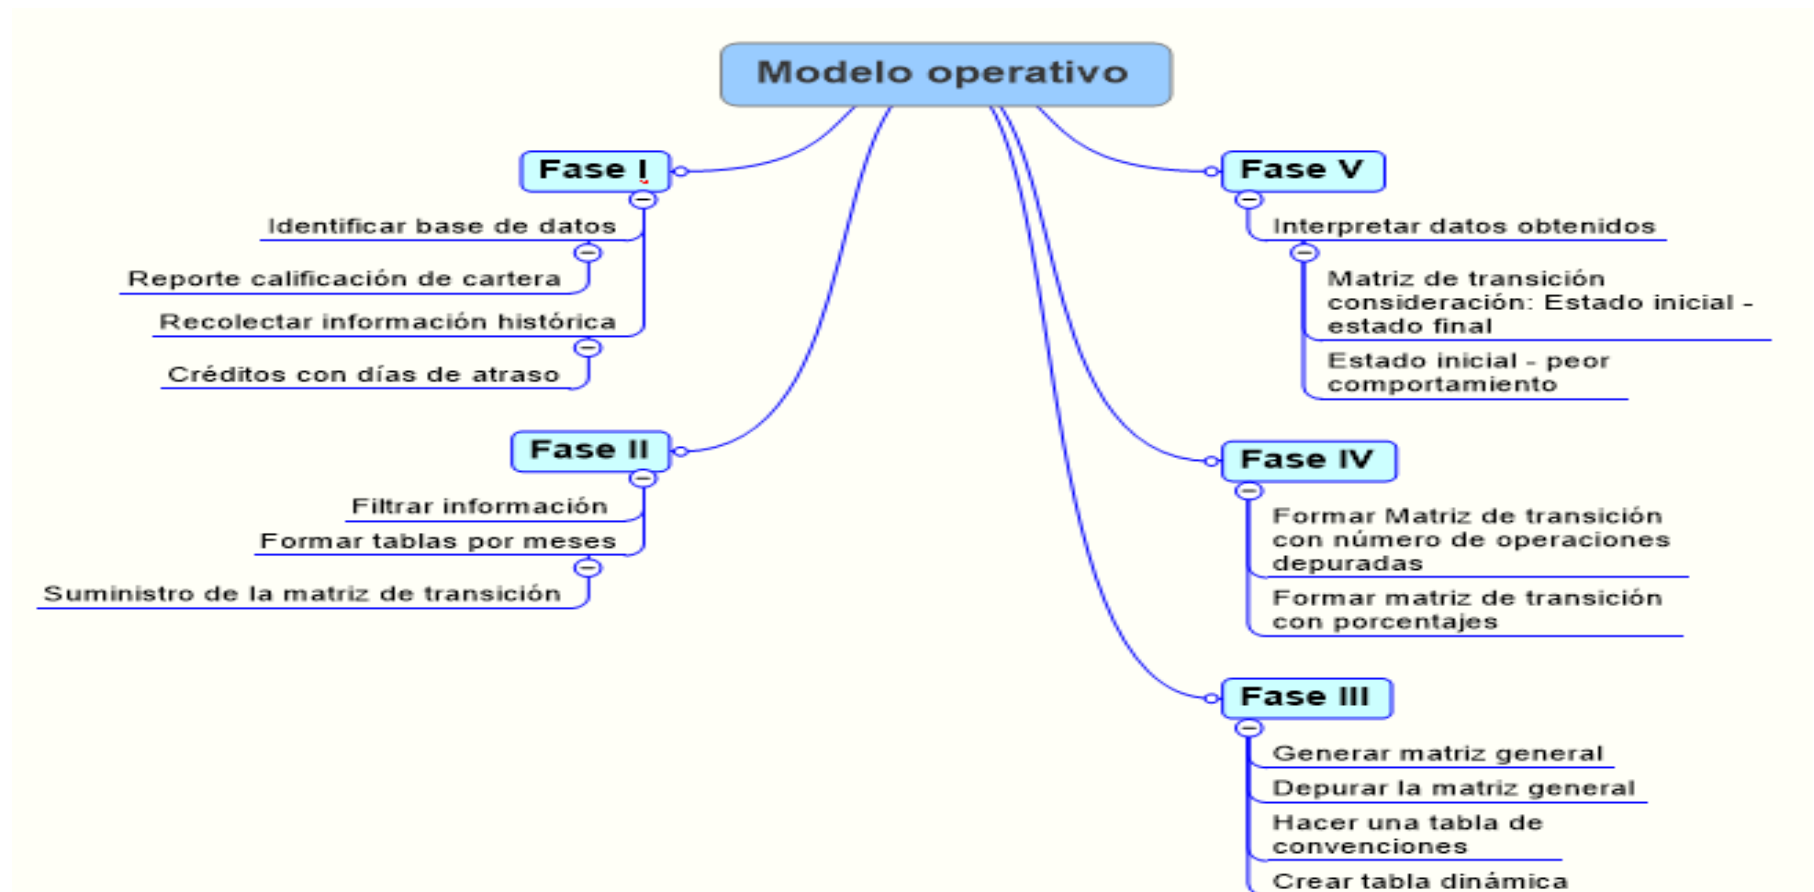 Modelo operativo
Fase I
Identificar base de datos
Reporte calificación de cartera
Recolectar información histórica
Créditos con días de atraso
Fase II
Filtrar información
Formar tablas por meses
Suministro de la matriz de transición
Fase V
Interpretar datos obtenidos
Matriz de transición
consideración: Estado inicial -
estado final
Estado inicial - peor
comportamiento
Fase IV
Formar Matriz de transición
con número de operaciones
depuradas
Formar matriz de transición
con porcentajes
Fase III
Generar matriz general
Depurar la matriz general
Hacer una tabla de
convenciones
Crear tabla dinámica